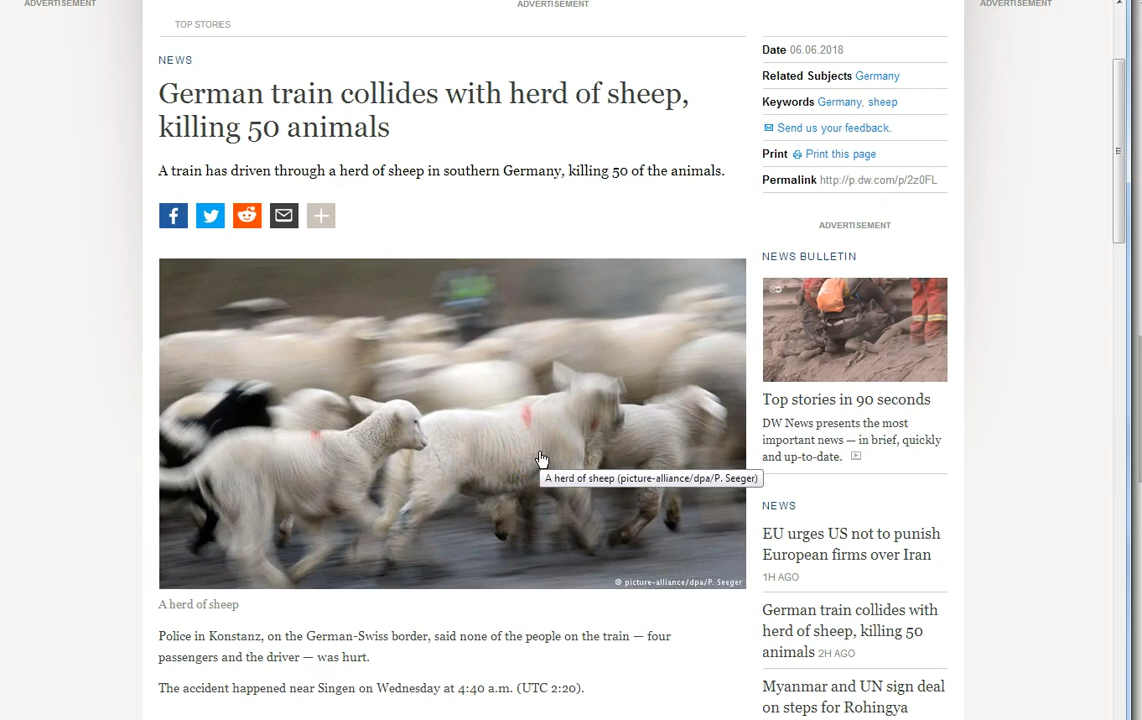 ADVERTISEMENT
ADVERTISEMENT
ADVERTISEMENT
TOP STORIES
NEWS
German train collides with herd of sheep,
killing 50 animals
A train has driven through a herd of sheep in southern Germany, killing 50 of the animals.
A herd of sheep (picture-alliance/dpa/P. Seeger)
© picture-alliance/dpa/P. Seeger
A herd of sheep
Police in Konstanz, on the German-Swiss border, said none of the people on the train — four
passengers and the driver — was hurt.
The accident happened near Singen on Wednesday at 4:40 a.m. (UTC 2:20).
Date 06.06.2018
Related Subjects Germany
Keywords Germany, sheep
Send us your feedback.
Print Print this page
Permalink http://p.dw.com/p/2z0FL
ADVERTISEMENT
NEWS BULLETIN
Top stories in 90 seconds
DW News presents the most
important news — in brief, quickly
and up-to-date.
NEWS
EU urges US not to punish
European firms over Iran
1H AGO
German train collides with
herd of sheep, killing 50
animals 2H AGO
Myanmar and UN sign deal
on steps for Rohingya